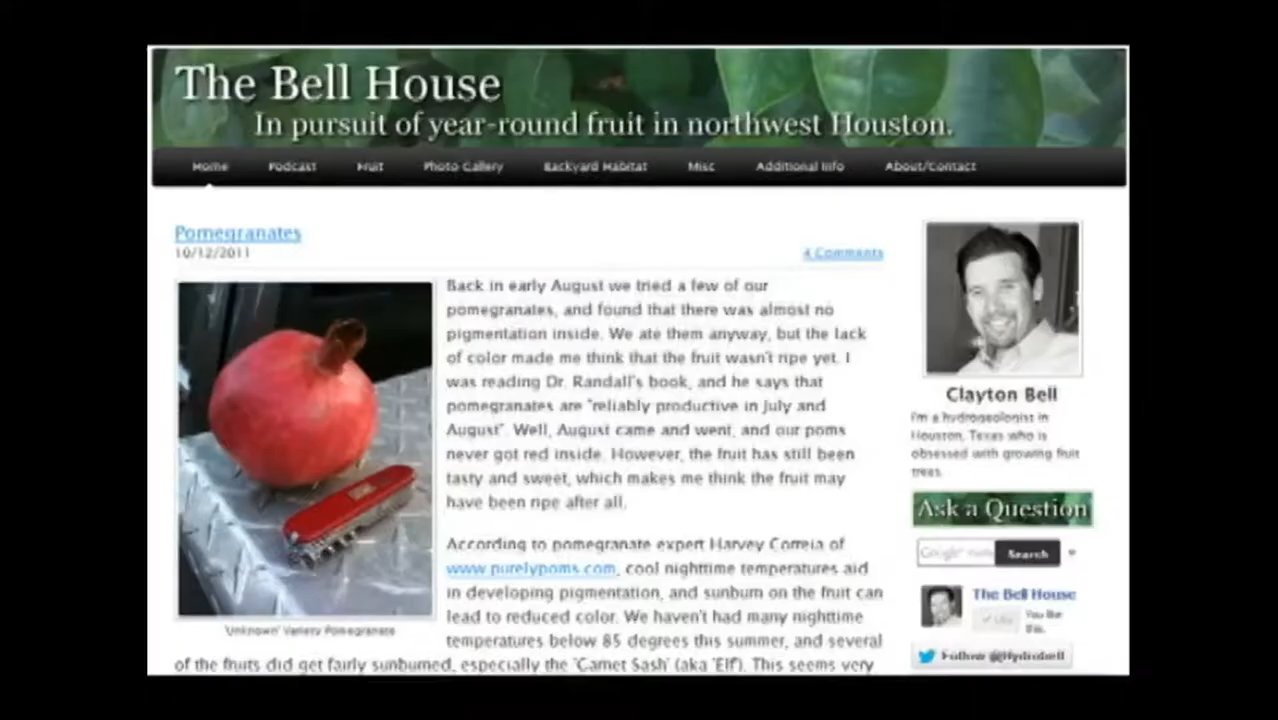 The Bell House
In pursuit of year-round fruit in northwest Houston.
Home Podcast Fruit Photo Gallery Backyard Habitat Misc Additional Info About/Contact
Pomegranates
10/12/2011
4 Comments
Back in early August we tried a few of our
pomegranates, and found that there was almost no
pigmentation inside. We ate them anyway, but the lack
of color made me think that the fruit wasn't ripe yet. I
was reading Dr. Randall's book, and he says that
pomegranates are "reliably productive in July and
August". Well, August came and went, and our poms
never got red inside. However, the fruit has still been
tasty and sweet, which makes me think the fruit may
have been ripe after all.
According to pomegranate expert Harvey Correia of
www.purelypoms.com, cool nighttime temperatures aid
in developing pigmentation, and sunburn on the fruit can
lead to reduced color. We haven't had many nighttime
temperatures below 85 degrees this summer, and several
of the fruits did get fairly sunburned, especially the 'Garnet Sash' (aka 'Elf'). This seems very
'Unknown' Variety Pomegranate
Clayton Bell
I'm a hydrogeologist in
Houston, Texas who is
obsessed with growing fruit
trees.
Ask a Question
Google Search
The Bell House
Like You like
this.
Follow @Hydrobell